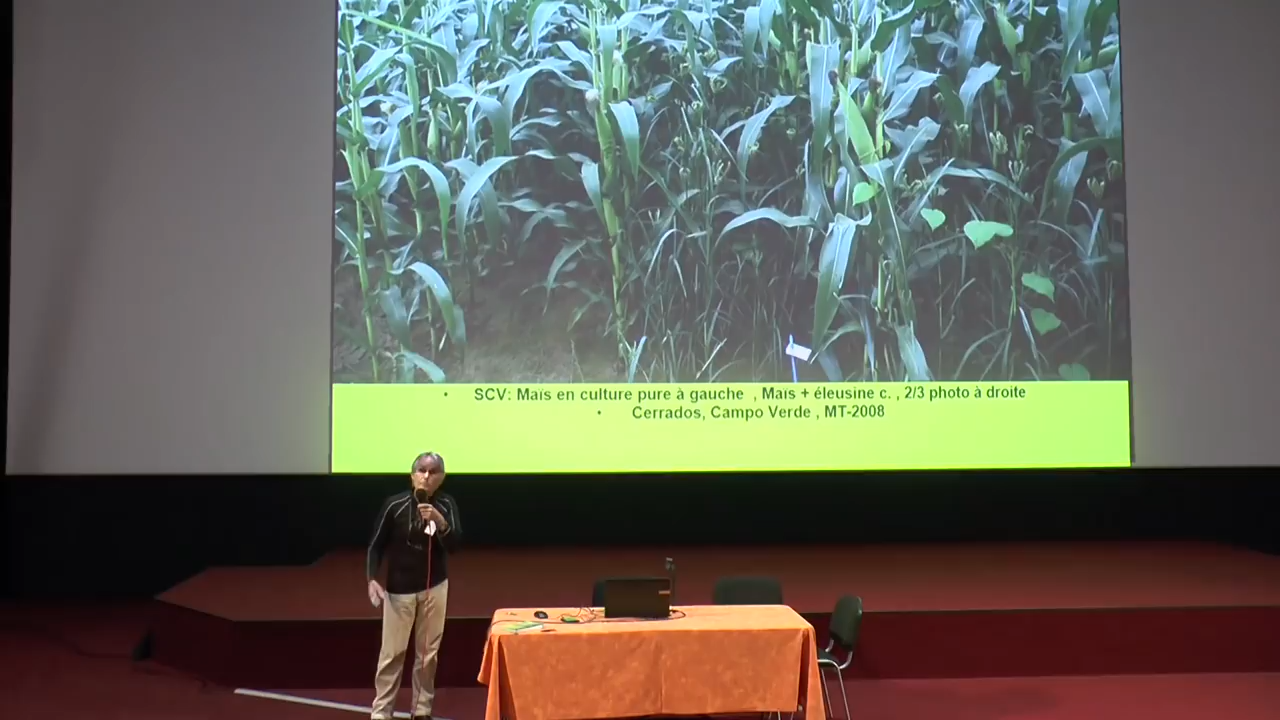 • SCV: Maïs en culture pure à gauche , Maïs + éleusine c. , 2/3 photo à droite
• Cerrados, Campo Verde , MT-2008